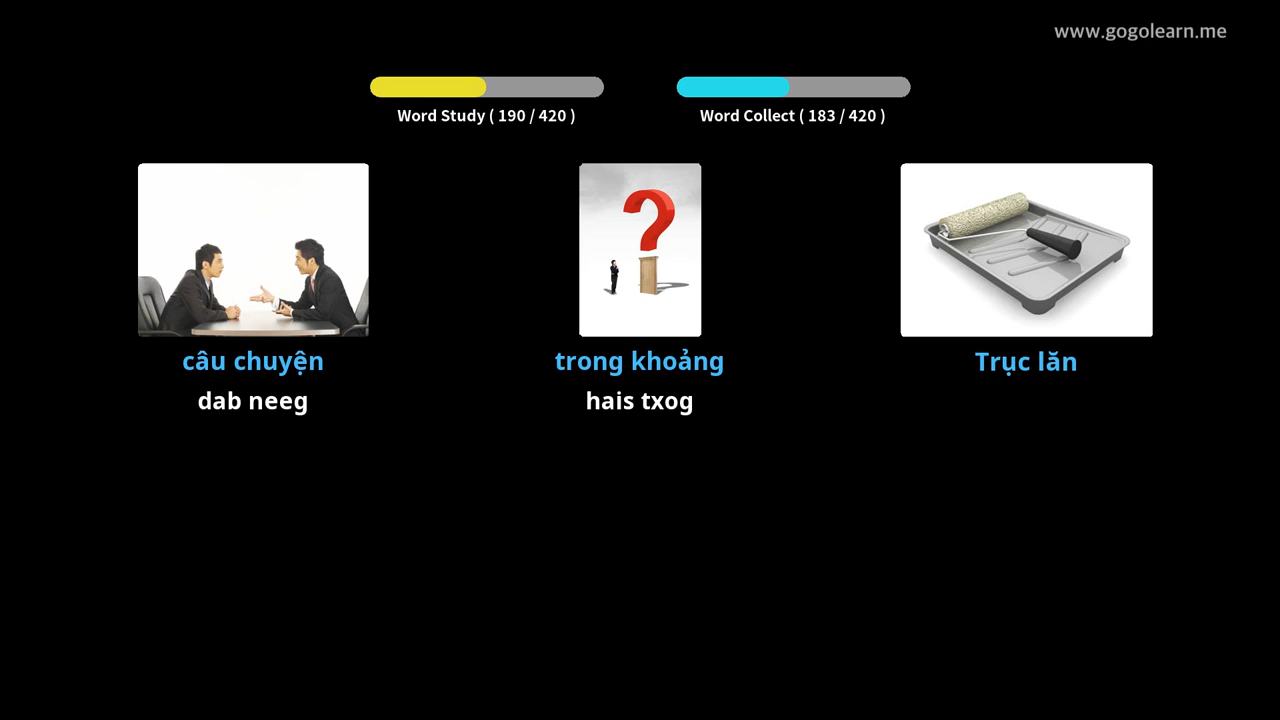 www.gogolearn.me
Word Study ( 190 / 420 )
Word Collect ( 183 / 420 )
câu chuyện
dab neeg
trong khoảng
hais txog
Trục lăn